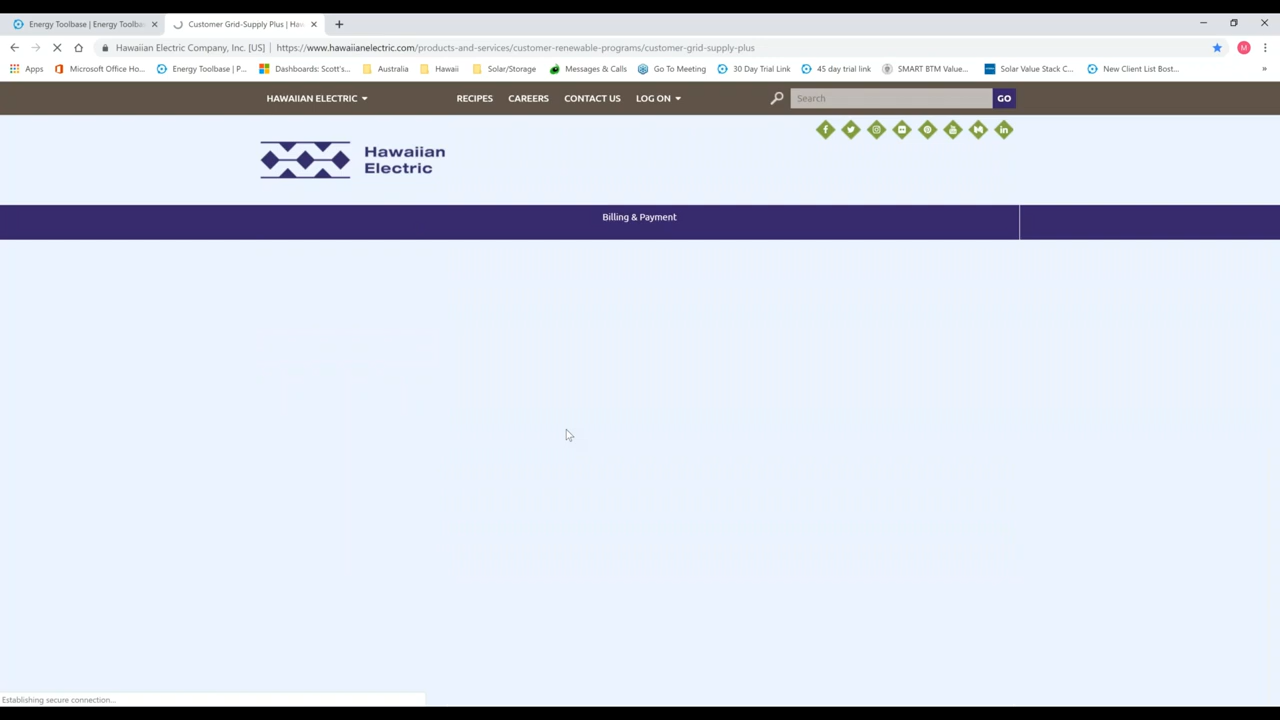 Energy Toolbase | Energy Toolba
Customer Grid-Supply Plus | Haw
Hawaiian Electric Company, Inc. [US] | https://www.hawaiianelectric.com/products-and-services/customer-renewable-programs/customer-grid-supply-plus
M
Apps Microsoft Office Ho... Energy Toolbase | P... Dashboards: Scott's... Australia Hawaii Solar/Storage Messages & Calls Go To Meeting 30 Day Trial Link 45 day trial link SMART BTM Value... Solar Value Stack C... New Client List Bost... »
HAWAIIAN ELECTRIC RECIPES CAREERS CONTACT US LOG ON Search GO
Hawaiian
Electric
Billing & Payment
Establishing secure connection...